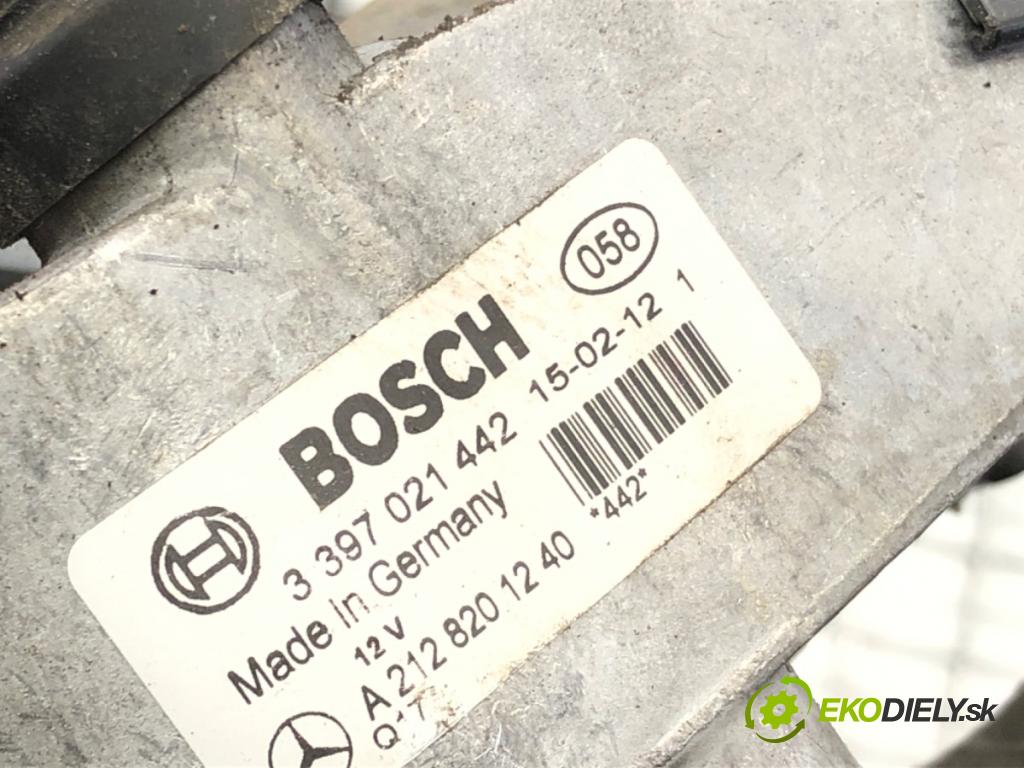 058
BOSCH
3 397 021 442 15-02-12 1
Made In Germany
*442*
12 V
A 212 820 12 40
Q17
EKODIELY.sk